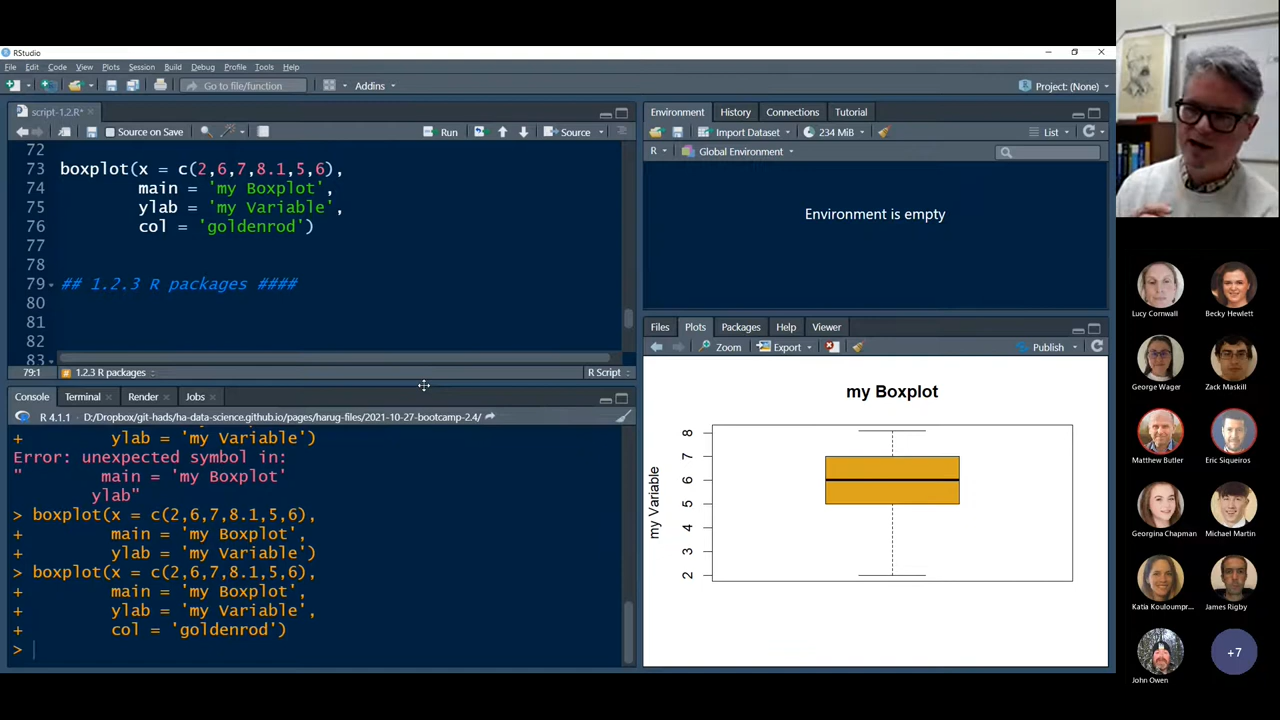 RStudio
File Edit Code View Plots Session Build Debug Profile Tools Help
Go to file/function Addins Project: (None)
script-1.2.R*
Source on Save Run Source
72
73 boxplot(x = c(2,6,7,8.1,5,6),
74 main = 'my Boxplot',
75 ylab = 'my Variable',
76 col = 'goldenrod')
77
78
79 ## 1.2.3 R packages ####
80
81
82
83
79:1 # 1.2.3 R packages R Script
Console Terminal Render Jobs
R 4.1.1 · D:/Dropbox/git-hads/ha-data-science.github.io/pages/harug-files/2021-10-27-bootcamp-2.4/
+ ylab = 'my Variable')
Error: unexpected symbol in:
" main = 'my Boxplot'
ylab"
> boxplot(x = c(2,6,7,8.1,5,6),
+ main = 'my Boxplot',
+ ylab = 'my Variable')
> boxplot(x = c(2,6,7,8.1,5,6),
+ main = 'my Boxplot',
+ ylab = 'my Variable',
+ col = 'goldenrod')
>
Environment History Connections Tutorial
Import Dataset 234 MiB List
R Global Environment
Environment is empty
Files Plots Packages Help Viewer
Zoom Export Publish
my Boxplot
my Variable
8
7
6
5
4
3
2
Lucy Cornwall Becky Hewlett
George Wager Zack Maskill
Matthew Butler Eric Siqueiros
Georgina Chapman Michael Martin
Katia Kouloumpr... James Rigby
John Owen +7